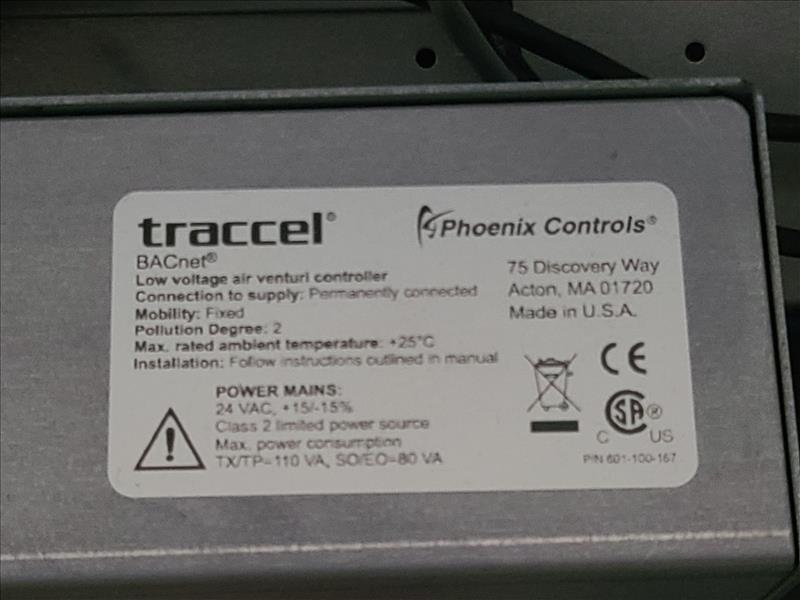 traccel®
BACnet®
Low voltage air venturi controller
Connection to supply: Permanently connected
Mobility: Fixed
Pollution Degree: 2
Max. rated ambient temperature: +25°C
Installation: Follow instructions outlined in manual
POWER MAINS:
24 VAC, +15/-15%
Class 2 limited power source
Max. power consumption
TX/TP=110 VA, SO/EO=80 VA
Phoenix Controls®
75 Discovery Way
Acton, MA 01720
Made in U.S.A.
CE
SA®
C US
P/N 601-100-167